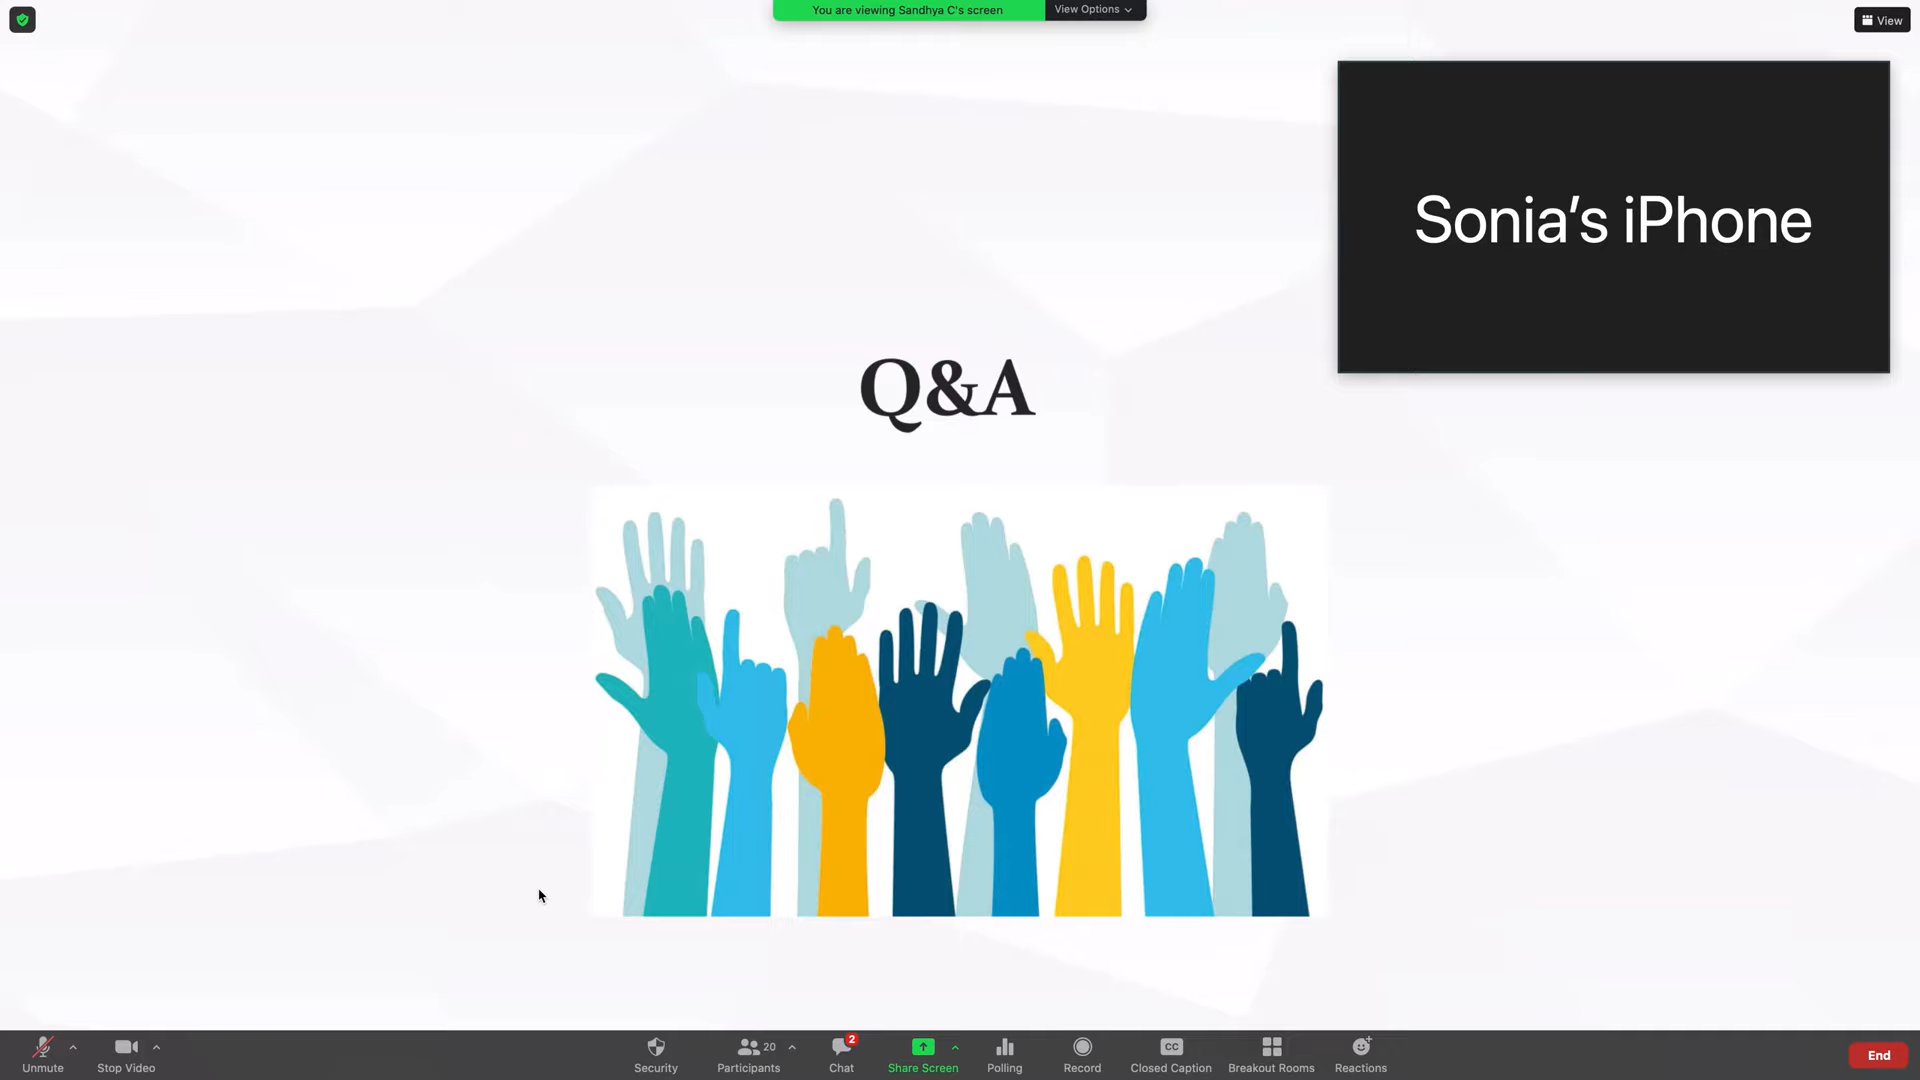 You are viewing Sandhya C's screen
View Options
View
Sonia’s iPhone
Q&A
Unmute
Stop Video
Security
20
Participants
2
Chat
Share Screen
Polling
Record
CC
Closed Caption
Breakout Rooms
Reactions
End